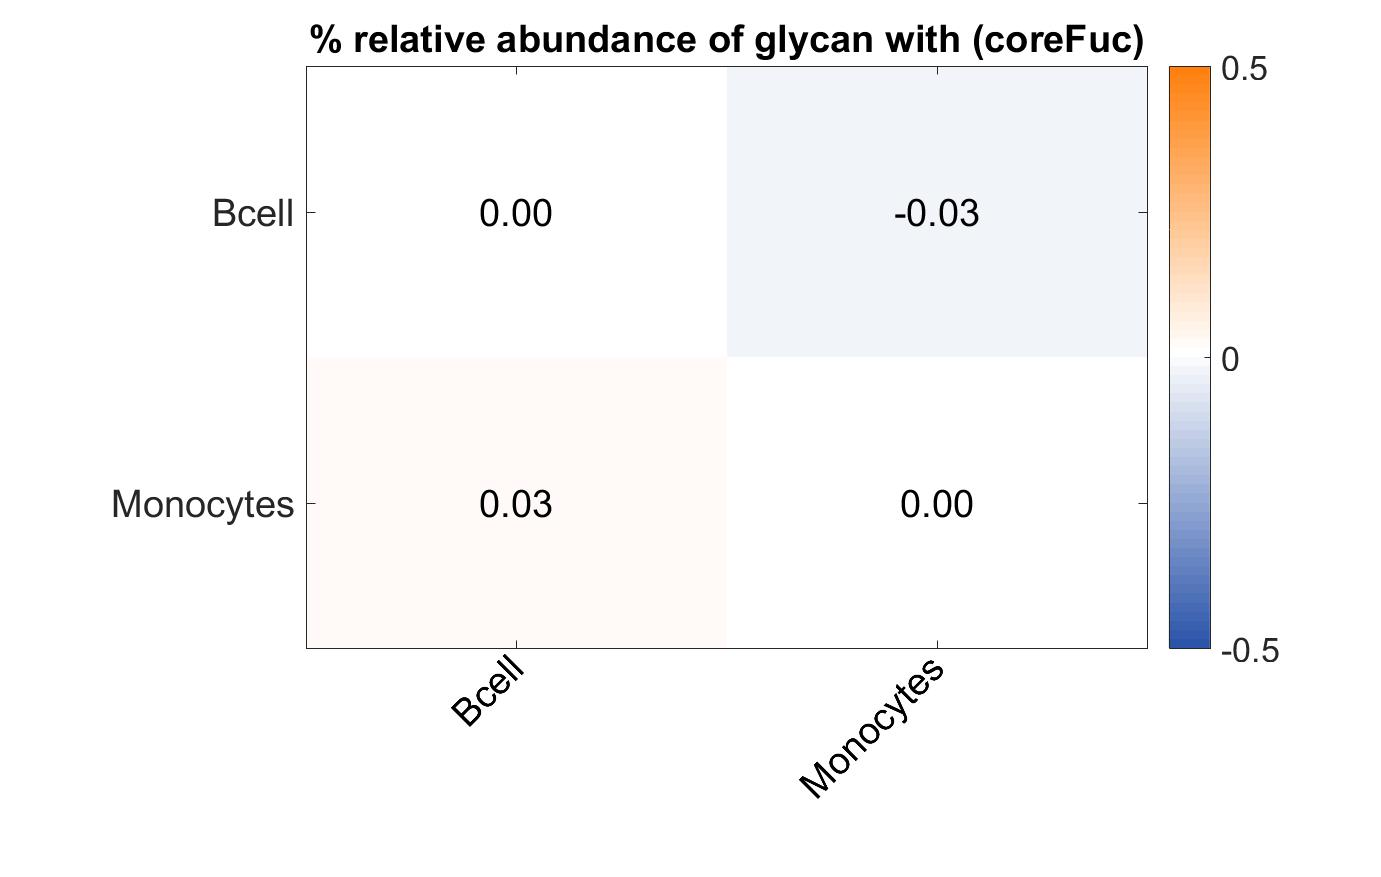 % relative abundance of glycan with (coreFuc)
0.5
Bcell
0.00
-0.03
0
Monocytes
0.03
0.00
-0.5
Bcell
Monocytes